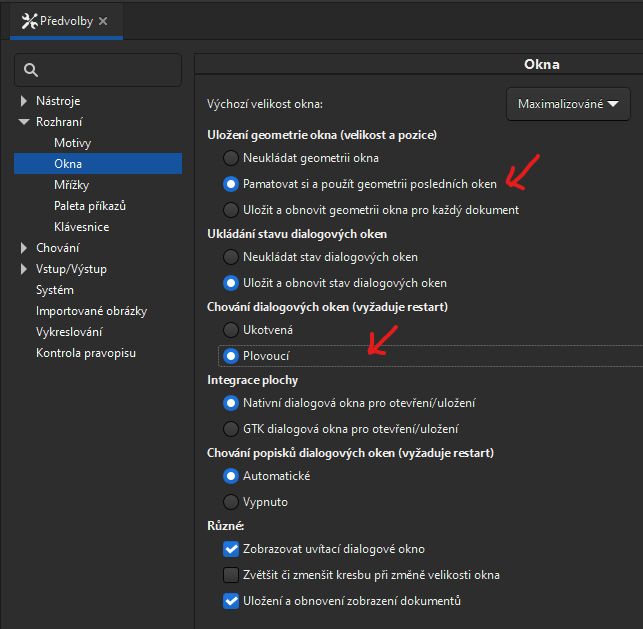 Předvolby
Nástroje
Rozhraní
Motivy
Okna
Mřížky
Paleta příkazů
Klávesnice
Chování
Vstup/Výstup
Systém
Importované obrázky
Vykreslování
Kontrola pravopisu
Okna
Výchozí velikost okna: Maximalizováné
Uložení geometrie okna (velikost a pozice)
Neukládat geometrii okna
Pamatovat si a použít geometrii posledních oken
Uložit a obnovit geometrii okna pro každý dokument
Ukládání stavu dialogových oken
Neukládat stav dialogových oken
Uložit a obnovit stav dialogových oken
Chování dialogových oken (vyžaduje restart)
Ukotvená
Plovoucí
Integrace plochy
Nativní dialogová okna pro otevření/uložení
GTK dialogová okna pro otevření/uložení
Chování popisků dialogových oken (vyžaduje restart)
Automatické
Vypnuto
Různé:
Zobrazovat uvítací dialogové okno
Zvětšit či zmenšit kresbu při změně velikosti okna
Uložení a obnovení zobrazení dokumentů